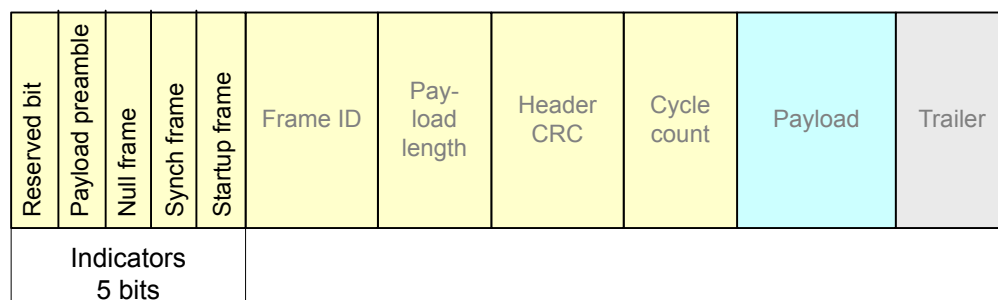 Reserved bit
Payload preamble
Null frame
Synch frame
Startup frame
Frame ID
Pay-
load
length
Header
CRC
Cycle
count
Payload
Trailer
Indicators
5 bits